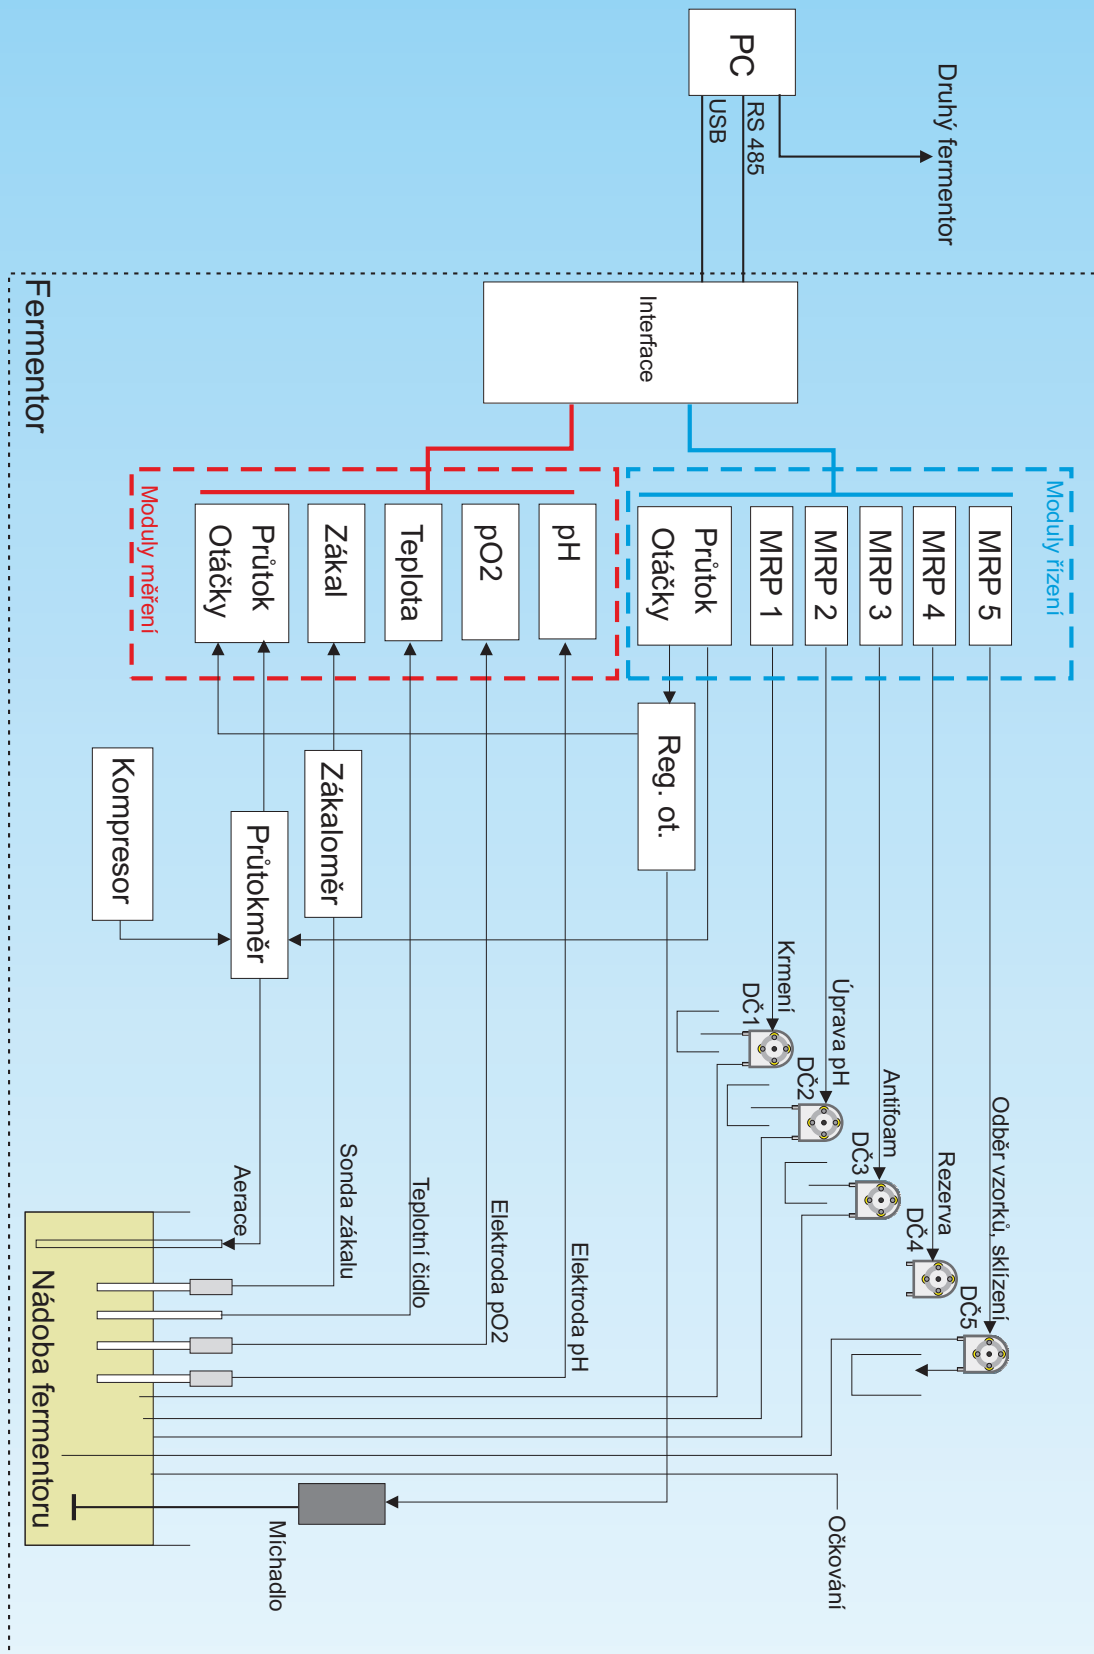 Druhý fermentor
PC
RS 485
USB
Interface
Fermentor
Moduly řízení
MRP 5
MRP 4
MRP 3
MRP 2
MRP 1
Průtok
Otáčky
Moduly měření
pH
pO2
Teplota
Zákal
Průtok
Otáčky
Reg. ot.
Zákaloměr
Průtokměr
Kompresor
Odběr vzorků, sklízení
DČ5
Rezerva
DČ4
Antifoam
DČ3
Úprava pH
DČ2
Krmení
DČ1
Elektroda pH
Elektroda pO2
Teplotní čidlo
Sonda zákalu
Aerace
Očkování
Míchadlo
Nádoba fermentoru